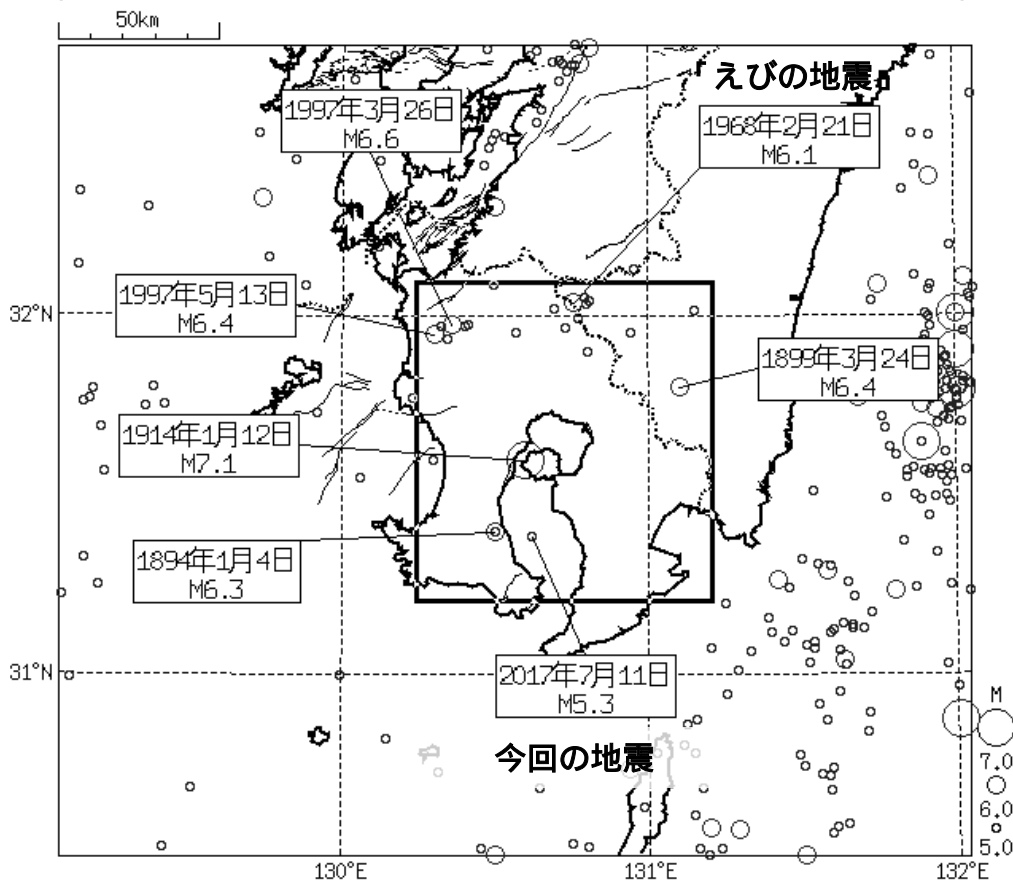 50km
えびの地震
1997年3月26日
M6.6
1968年2月21日
M6.1
1997年5月13日
M6.4
32°N
1899年3月24日
M6.4
1914年1月12日
M7.1
1894年1月4日
M6.3
31°N
2017年7月11日
M5.3
今回の地震
M
7.0
6.0
5.0
130°E
131°E
132°E